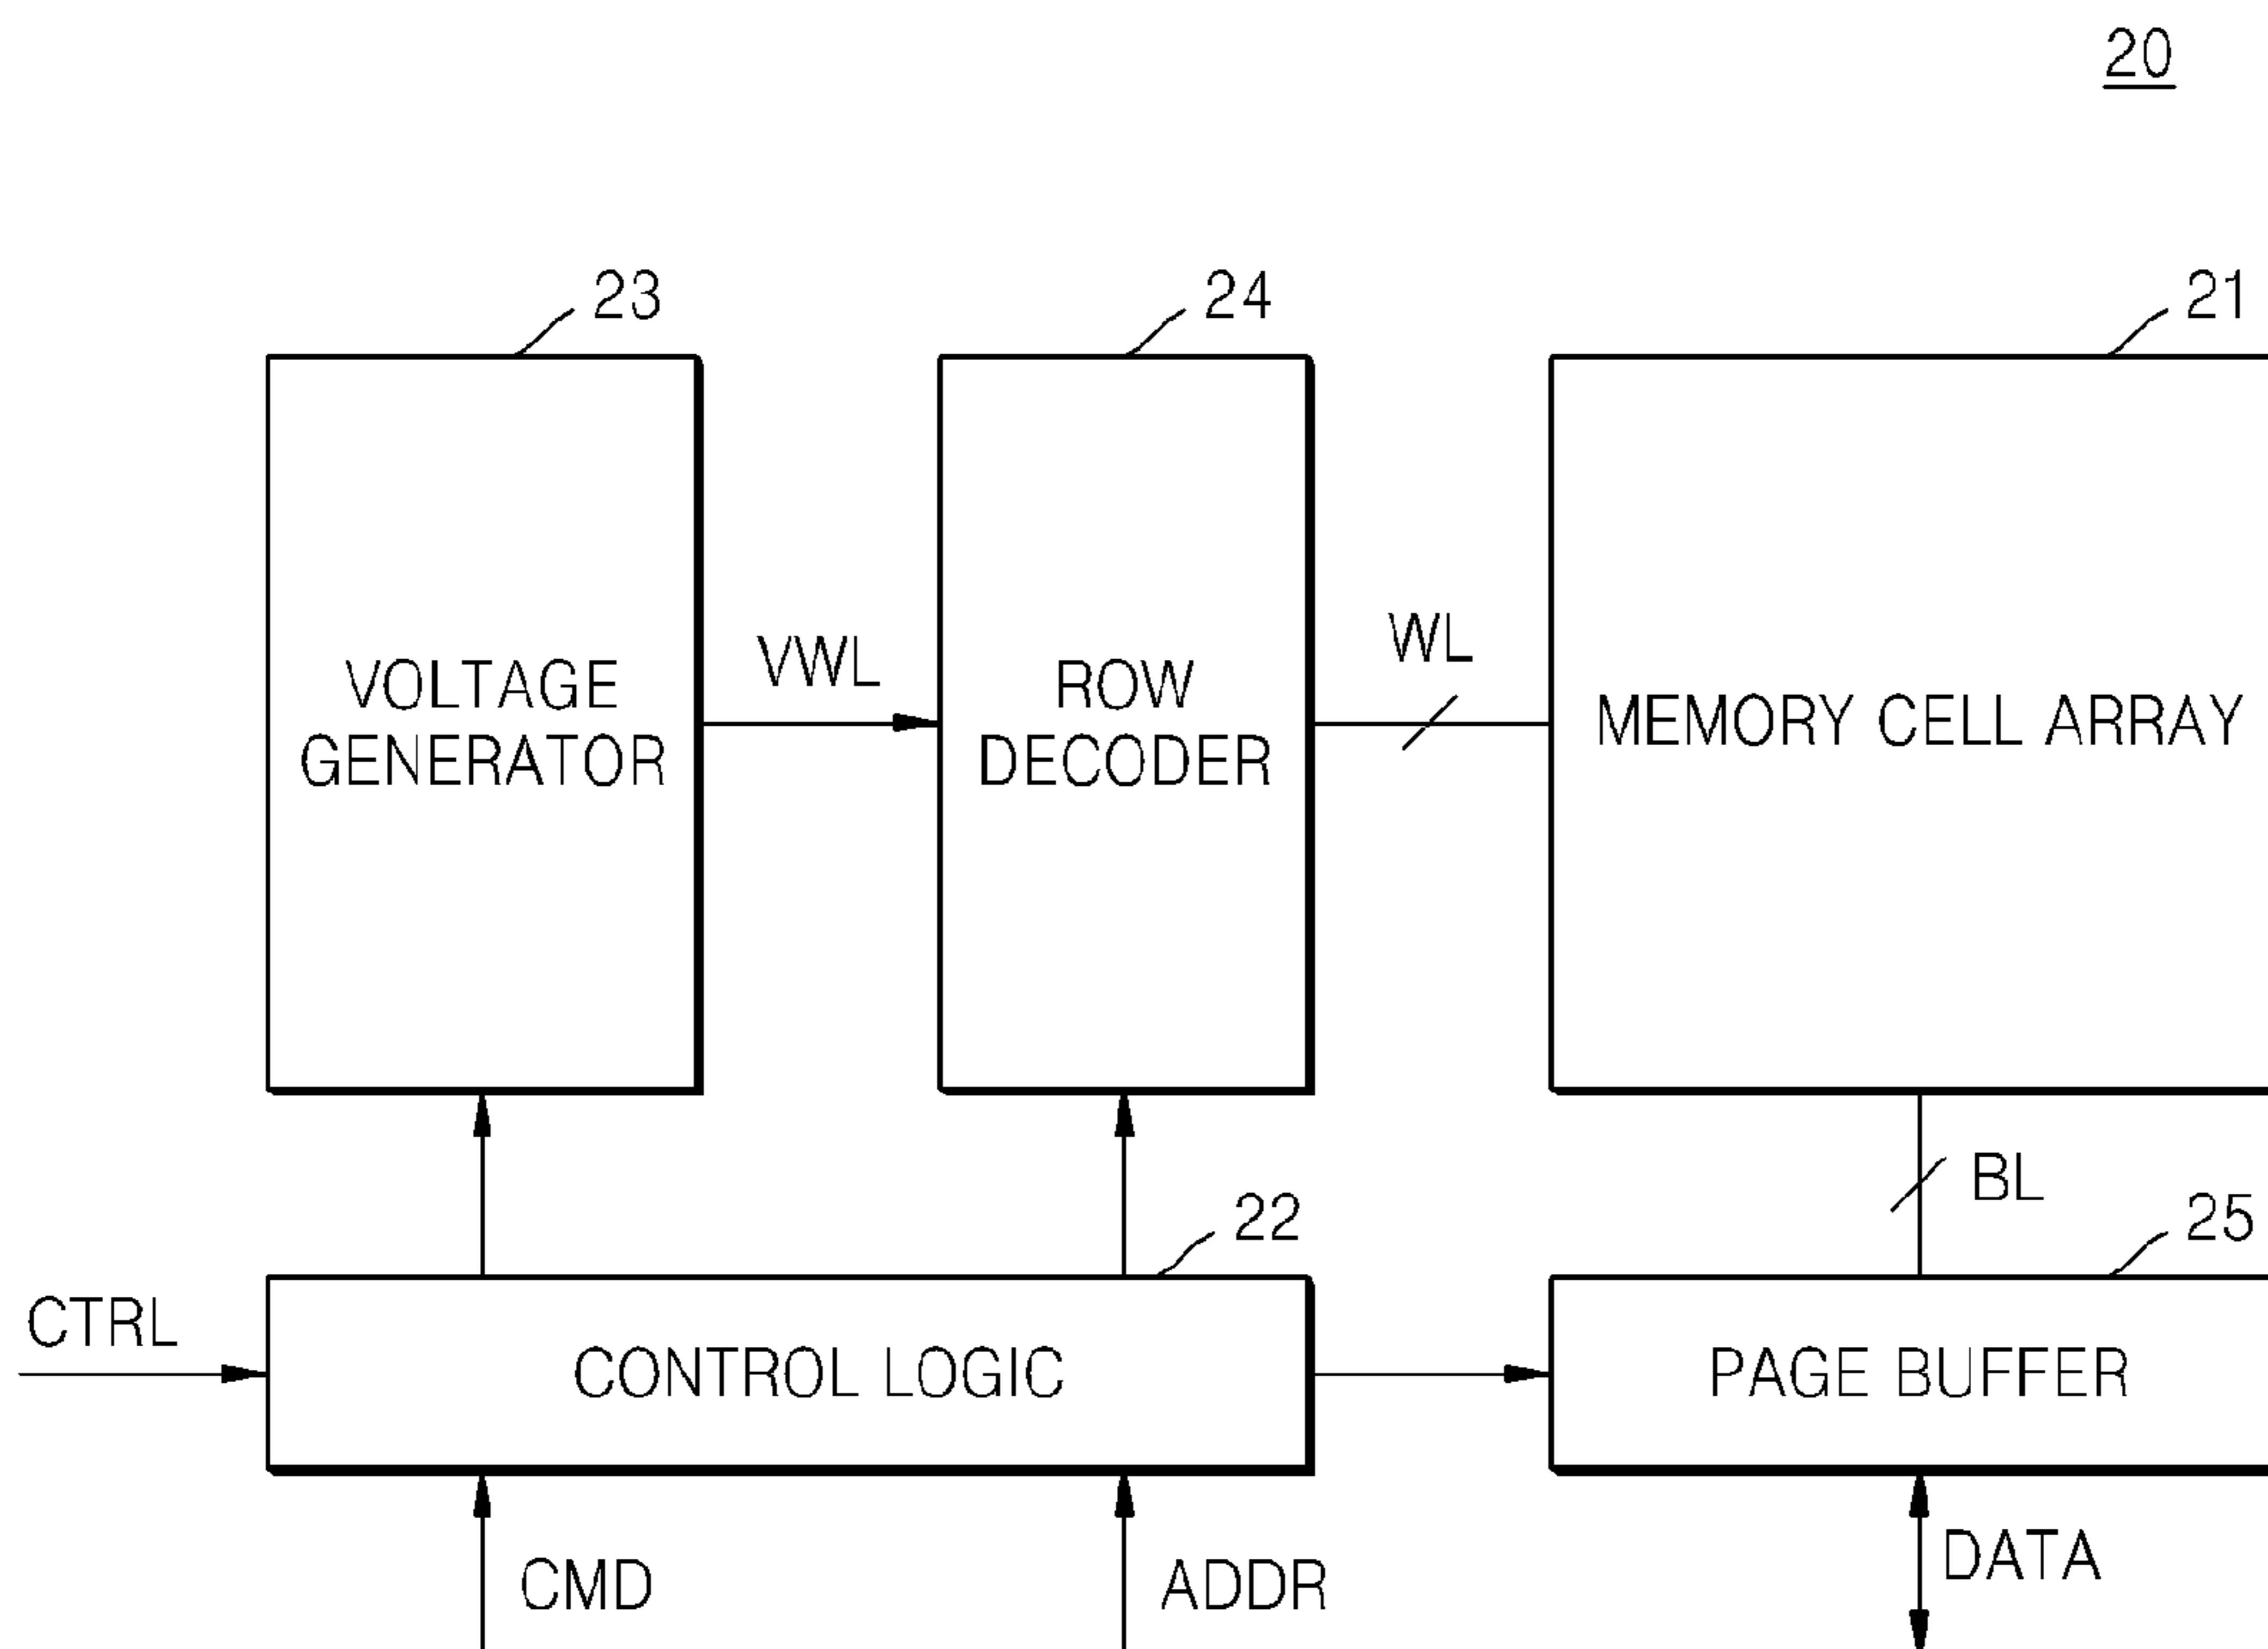 20
23
24
21
VOLTAGE
GENERATOR
VWL
ROW
DECODER
WL
MEMORY CELL ARRAY
BL
22
25
CTRL
CONTROL LOGIC
PAGE BUFFER
CMD
ADDR
DATA